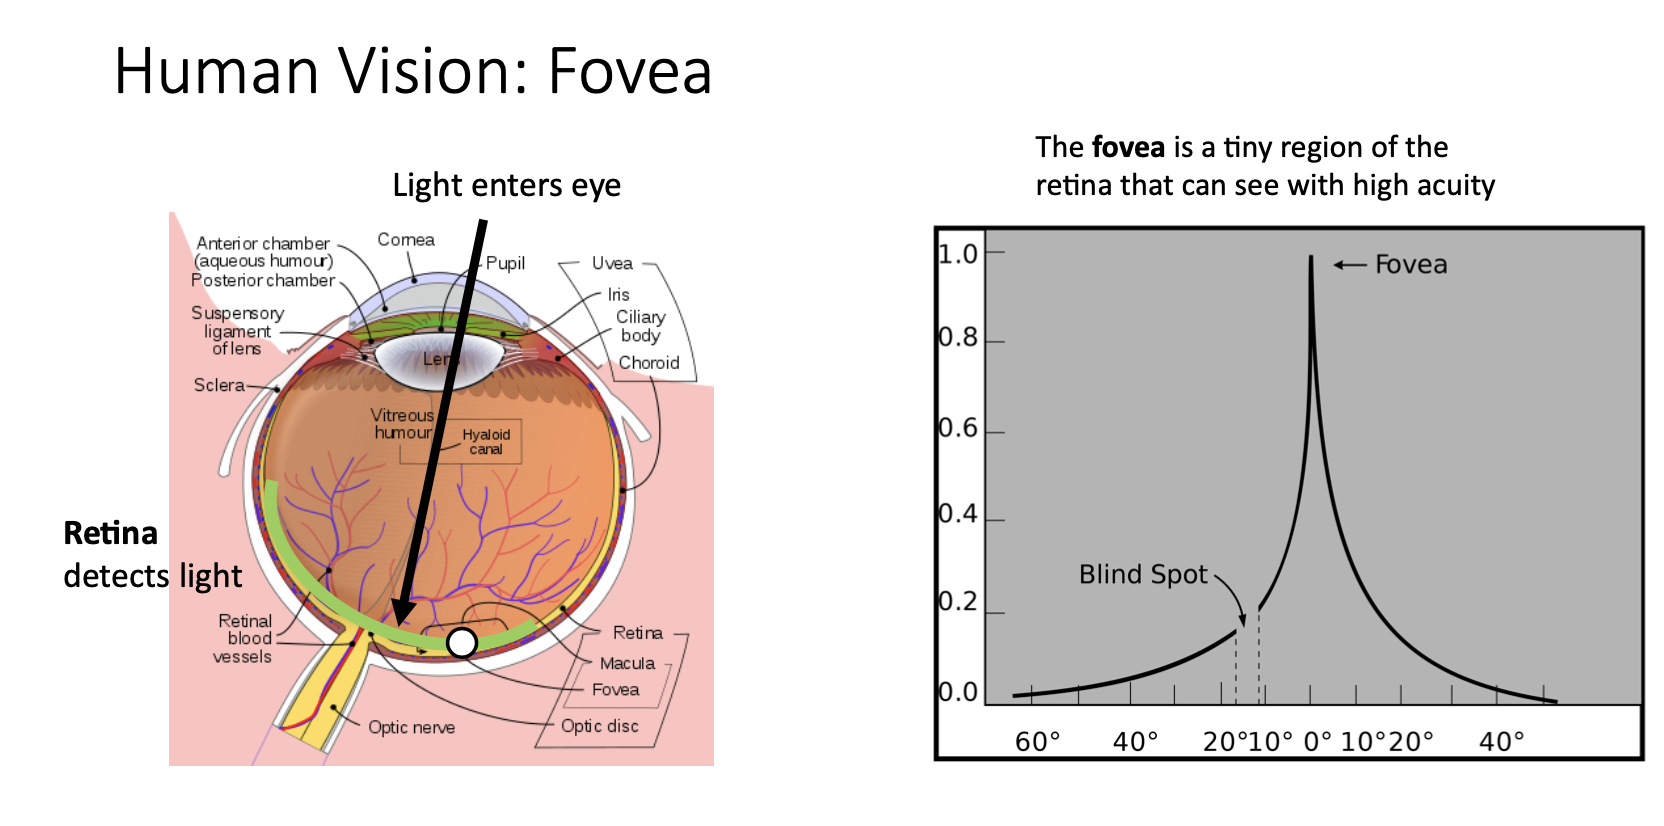 Human Vision: Fovea
Light enters eye
Anterior chamber
(aqueous humour)
Posterior chamber
Cornea
Pupil
Uvea
Suspensory
ligament
of lens
Iris
Ciliary
body
Choroid
Lens
Sclera
Vitreous
humour
Hyaloid
canal
Retina
detects light
Retinal
blood
vessels
Retina
Macula
Fovea
Optic nerve
Optic disc
The fovea is a tiny region of the
retina that can see with high acuity
1.0
Fovea
0.8
0.6
0.4
Blind Spot
0.2
0.0
60° 40° 20° 10° 0° 10° 20° 40°